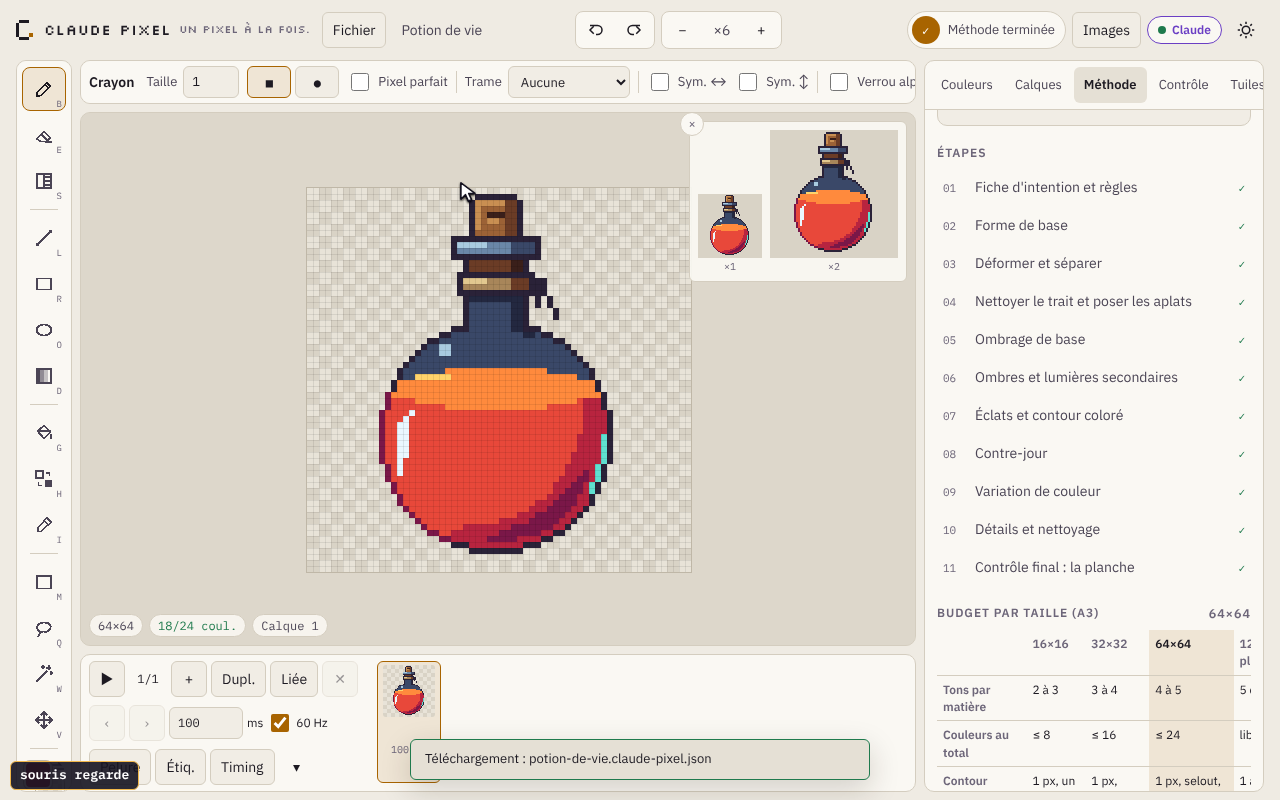 CLAUDE PIXEL UN PIXEL À LA FOIS. Fichier Potion de vie − ×6 + ✓ Méthode terminée Images Claude
Crayon Taille 1 Pixel parfait Trame Aucune Sym. ↔ Sym. ↕ Verrou alp
Couleurs Calques Méthode Contrôle Tuiles
B
E
S
L
R
O
D
G
H
I
M
Q
W
V
×
×1 ×2
ÉTAPES
01 Fiche d'intention et règles ✓
02 Forme de base ✓
03 Déformer et séparer ✓
04 Nettoyer le trait et poser les aplats ✓
05 Ombrage de base ✓
06 Ombres et lumières secondaires ✓
07 Éclats et contour coloré ✓
08 Contre-jour ✓
09 Variation de couleur ✓
10 Détails et nettoyage ✓
11 Contrôle final : la planche ✓
BUDGET PAR TAILLE (A3) 64×64
16×16 32×32 64×64
Tons par matière 2 à 3 3 à 4 4 à 5
Couleurs au total ≤ 8 ≤ 16 ≤ 24
Contour 1 px, un 1 px, 1 px, selout,
64×64 18/24 coul. Calque 1
1/1 + Dupl. Liée ×
‹ › 100 ms 60 Hz
Étiq. Timing ▼
100
Téléchargement : potion-de-vie.claude-pixel.json
souris regarde